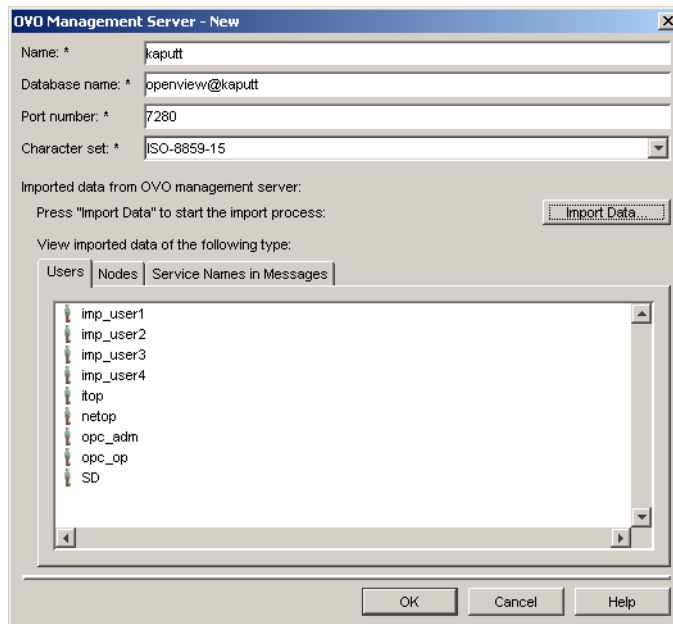 OVO Management Server - New
Name: * kaputt
Database name: * openview@kaputt
Port number: * 7280
Character set: * ISO-8859-15
Imported data from OVO management server:
Press "Import Data" to start the import process: Import Data...
View imported data of the following type:
Users Nodes Service Names in Messages
imp_user1
imp_user2
imp_user3
imp_user4
itop
netop
opc_adm
opc_op
SD
OK Cancel Help